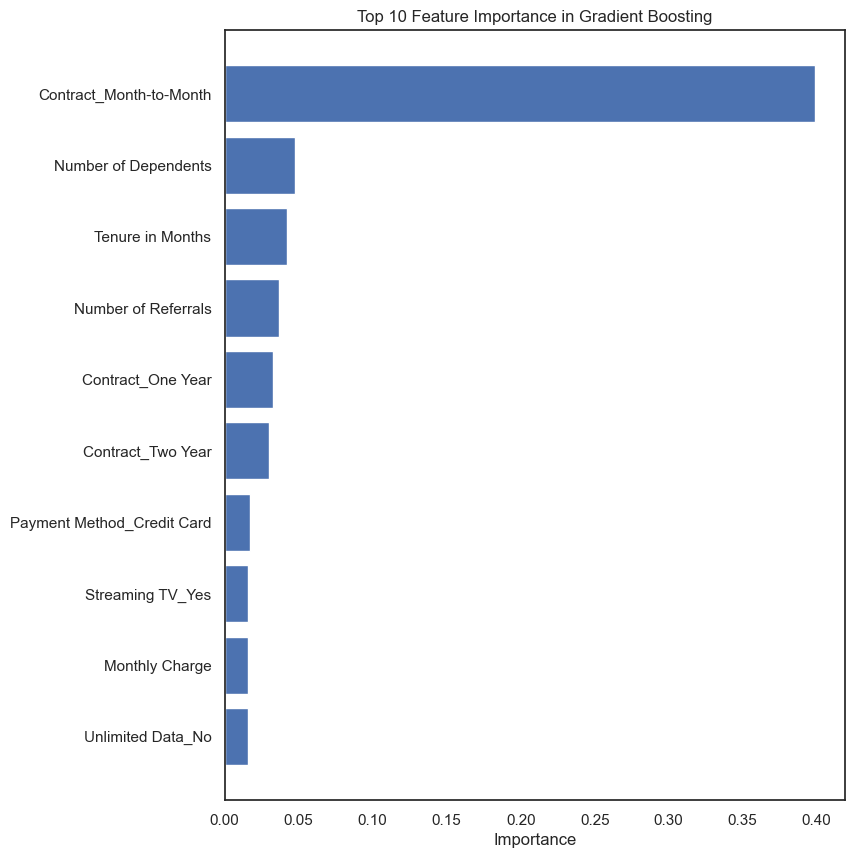 Top 10 Feature Importance in Gradient Boosting
Contract_Month-to-Month
Number of Dependents
Tenure in Months
Number of Referrals
Contract_One Year
Contract_Two Year
Payment Method_Credit Card
Streaming TV_Yes
Monthly Charge
Unlimited Data_No
0.00 0.05 0.10 0.15 0.20 0.25 0.30 0.35 0.40
Importance